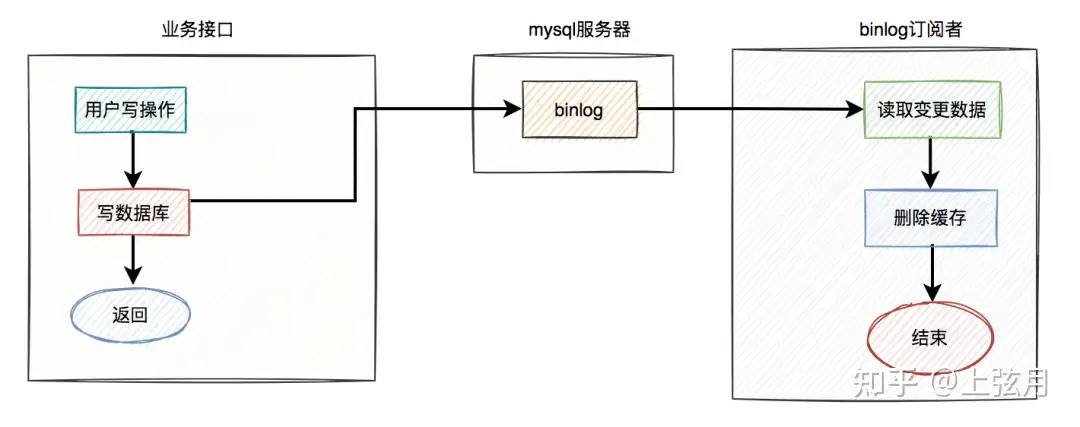 业务接口
mysql服务器
binlog订阅者
用户写操作
binlog
读取变更数据
写数据库
删除缓存
返回
结束
知乎 @上弦月